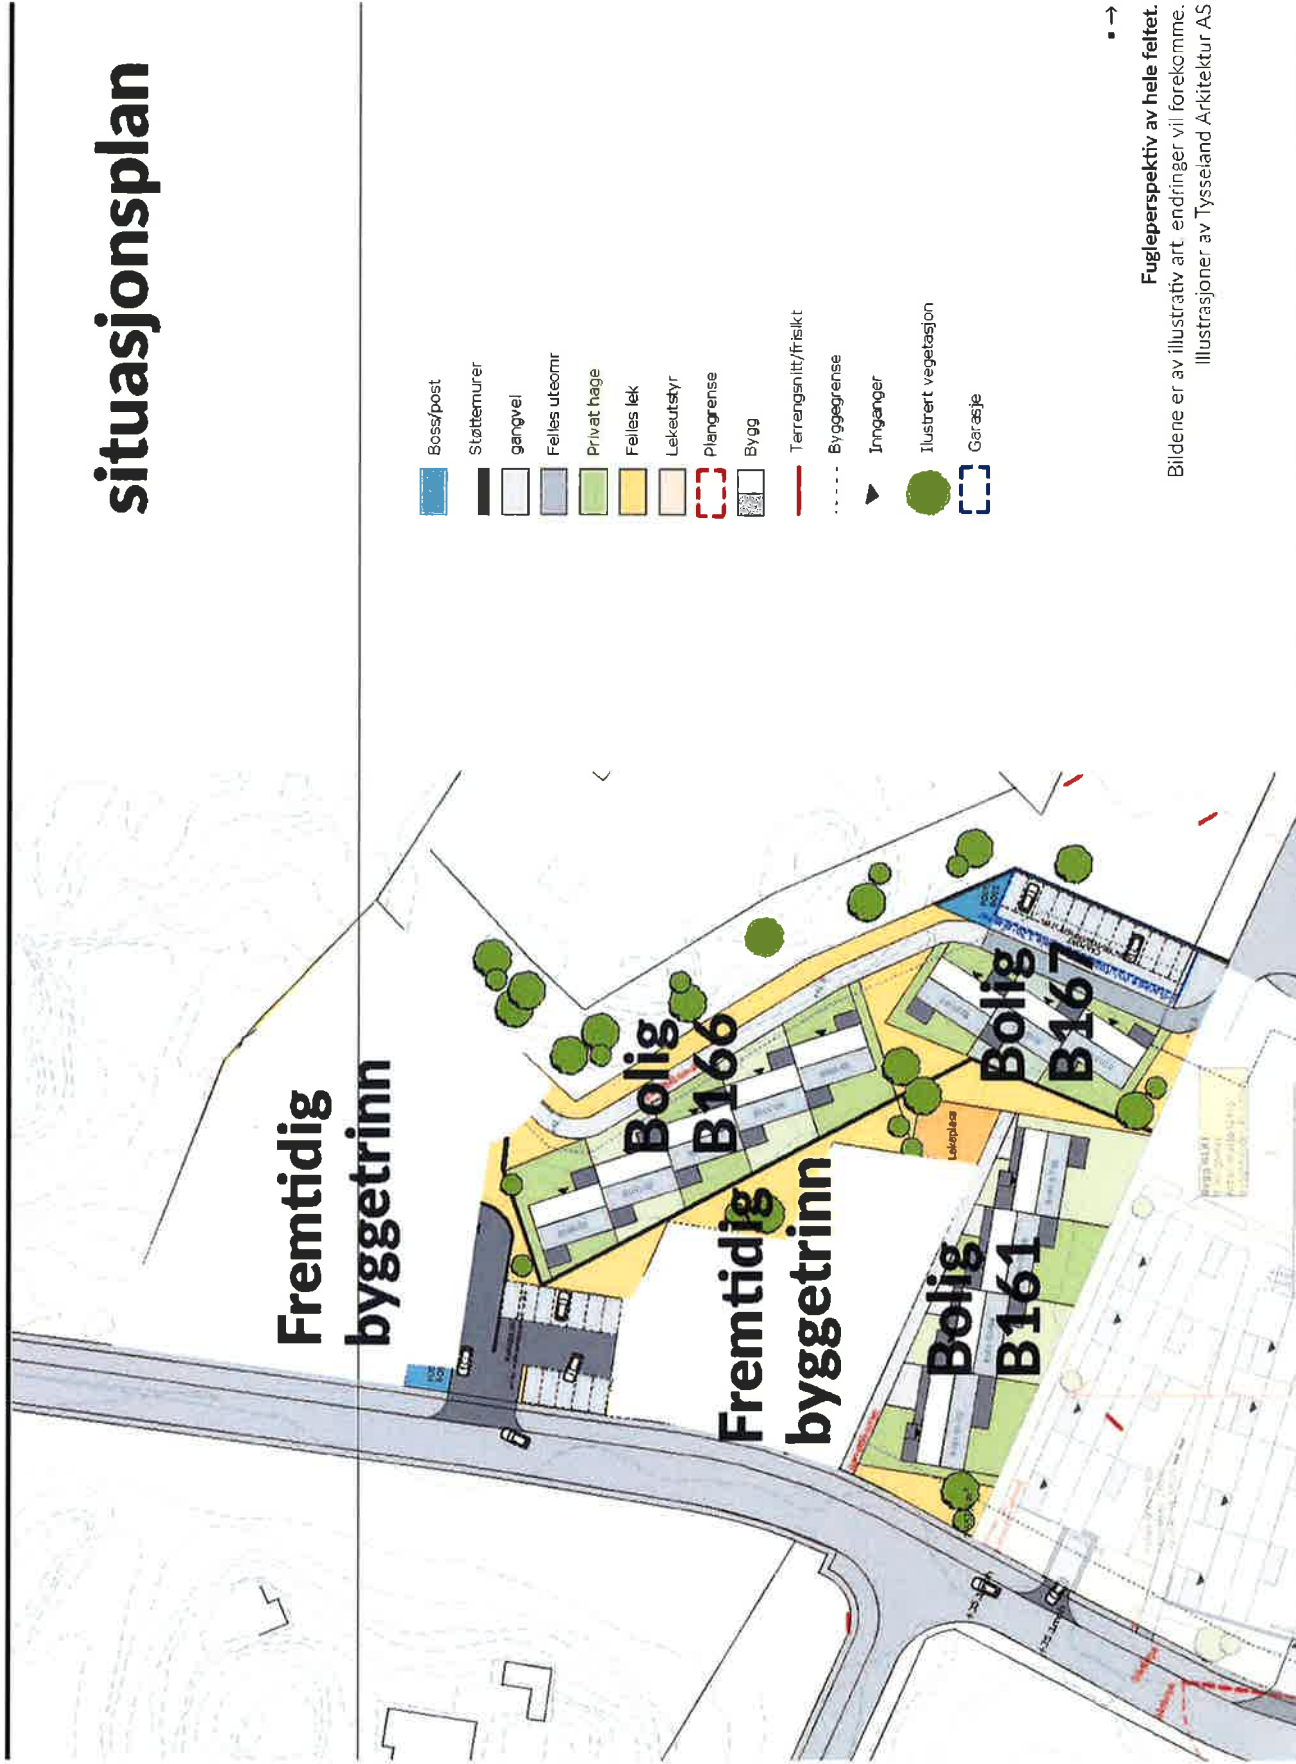 situasjonsplan
Boss/post
Støttemurer
gangvei
Felles uteomr
Privat hage
Felles lek
Lekeutstyr
Plangrense
Bygg
Terrengsnitt/frisikt
Byggegrense
Innganger
Ilustrert vegetasjon
Garasje
Fugleperspektiv av hele feltet.
Bildene er av illustrativ art. endringer vil forekomme.
Illustrasjoner av Tysseland Arkitektur AS
Fremtidig
byggetrinn
Bolig
B166
Fremtidig
byggetrinn
Bolig
B167
Lekeplass
Bolig
B161